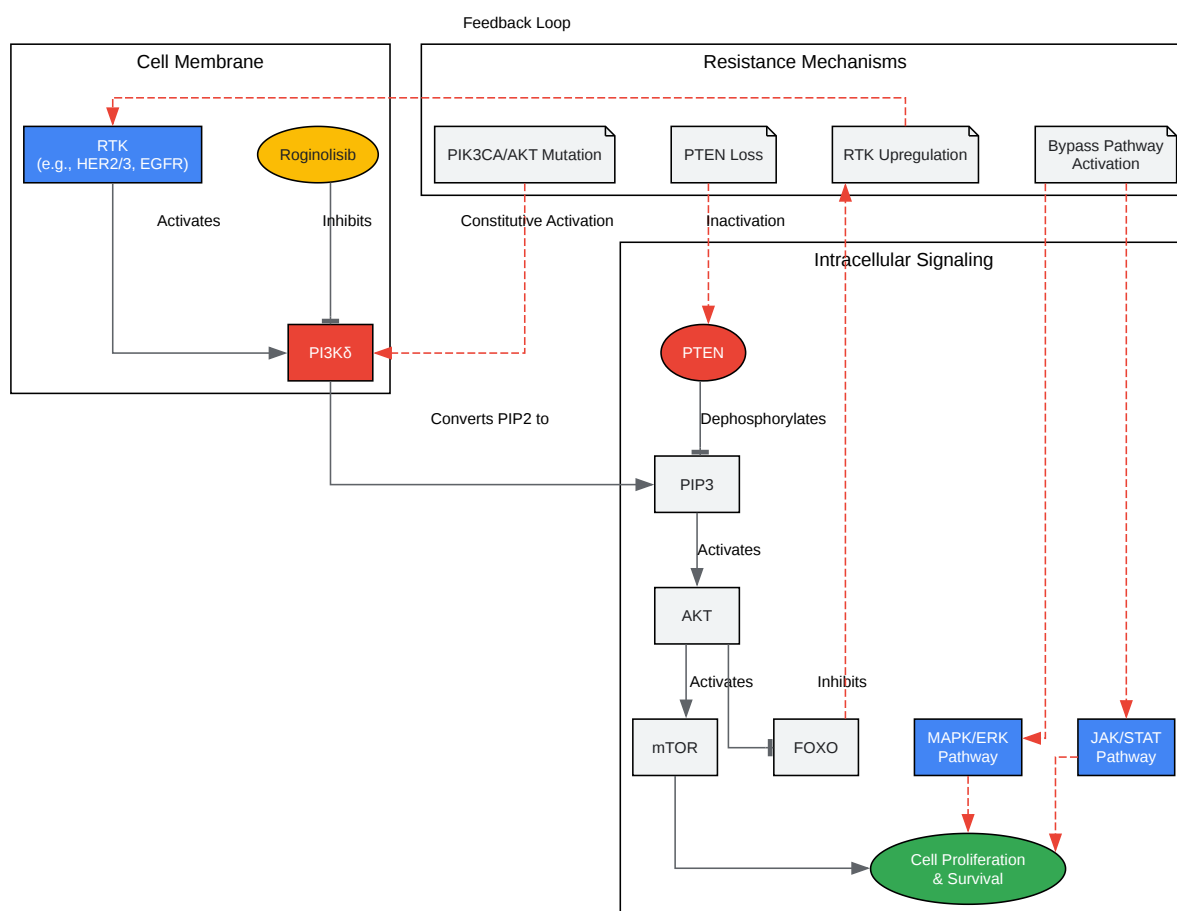 Feedback Loop
Cell Membrane
Resistance Mechanisms
RTK
(e.g., HER2/3, EGFR)
Roginolisib
PIK3CA/AKT Mutation
PTEN Loss
RTK Upregulation
Bypass Pathway
Activation
Activates
Inhibits
Constitutive Activation
Inactivation
Intracellular Signaling
PI3Kδ
PTEN
Converts PIP2 to
Dephosphorylates
PIP3
Activates
AKT
Activates
Inhibits
mTOR
FOXO
MAPK/ERK
Pathway
JAK/STAT
Pathway
Cell Proliferation
& Survival